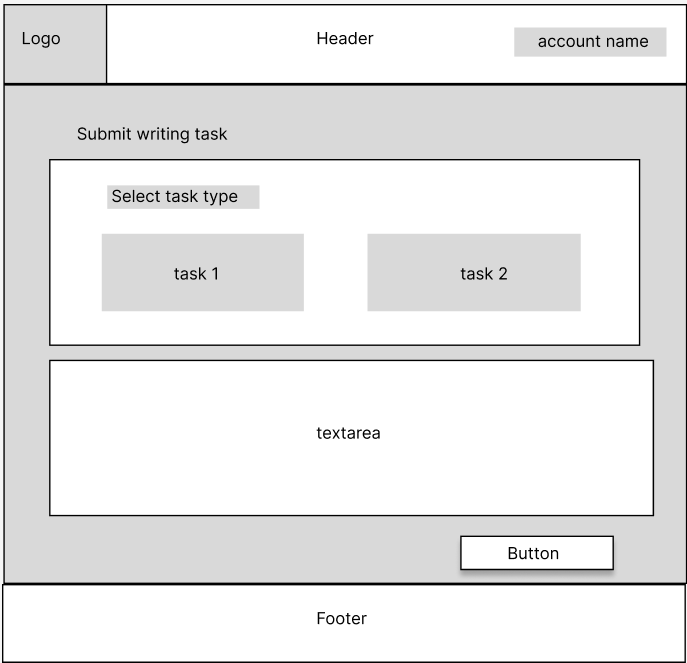 Logo
Header
account name
Submit writing task
Select task type
task 1
task 2
textarea
Button
Footer